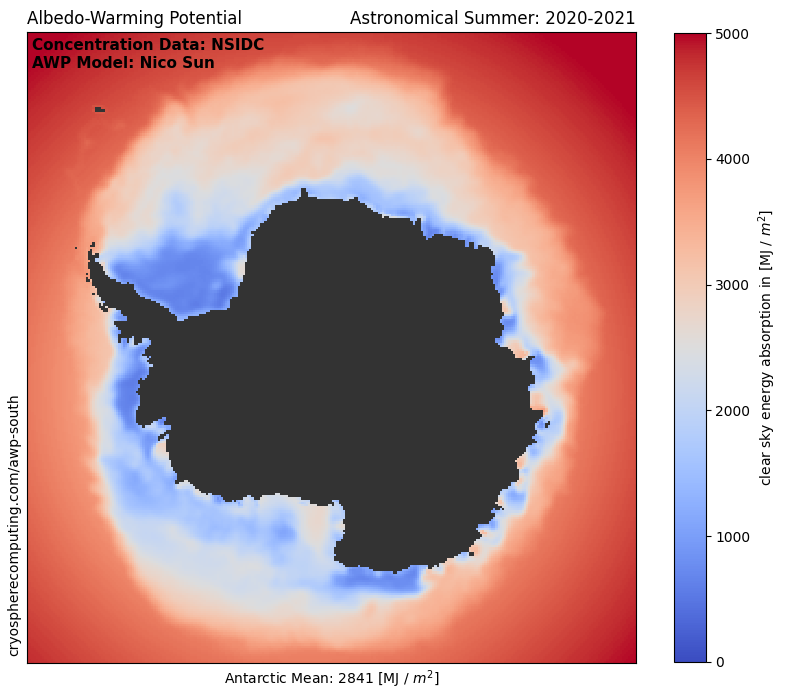 Albedo-Warming Potential
Astronomical Summer: 2020-2021
Concentration Data: NSIDC
AWP Model: Nico Sun
5000
4000
3000
2000
1000
0
clear sky energy absorption in [MJ / m²]
cryospherecomputing.com/awp-south
Antarctic Mean: 2841 [MJ / m²]